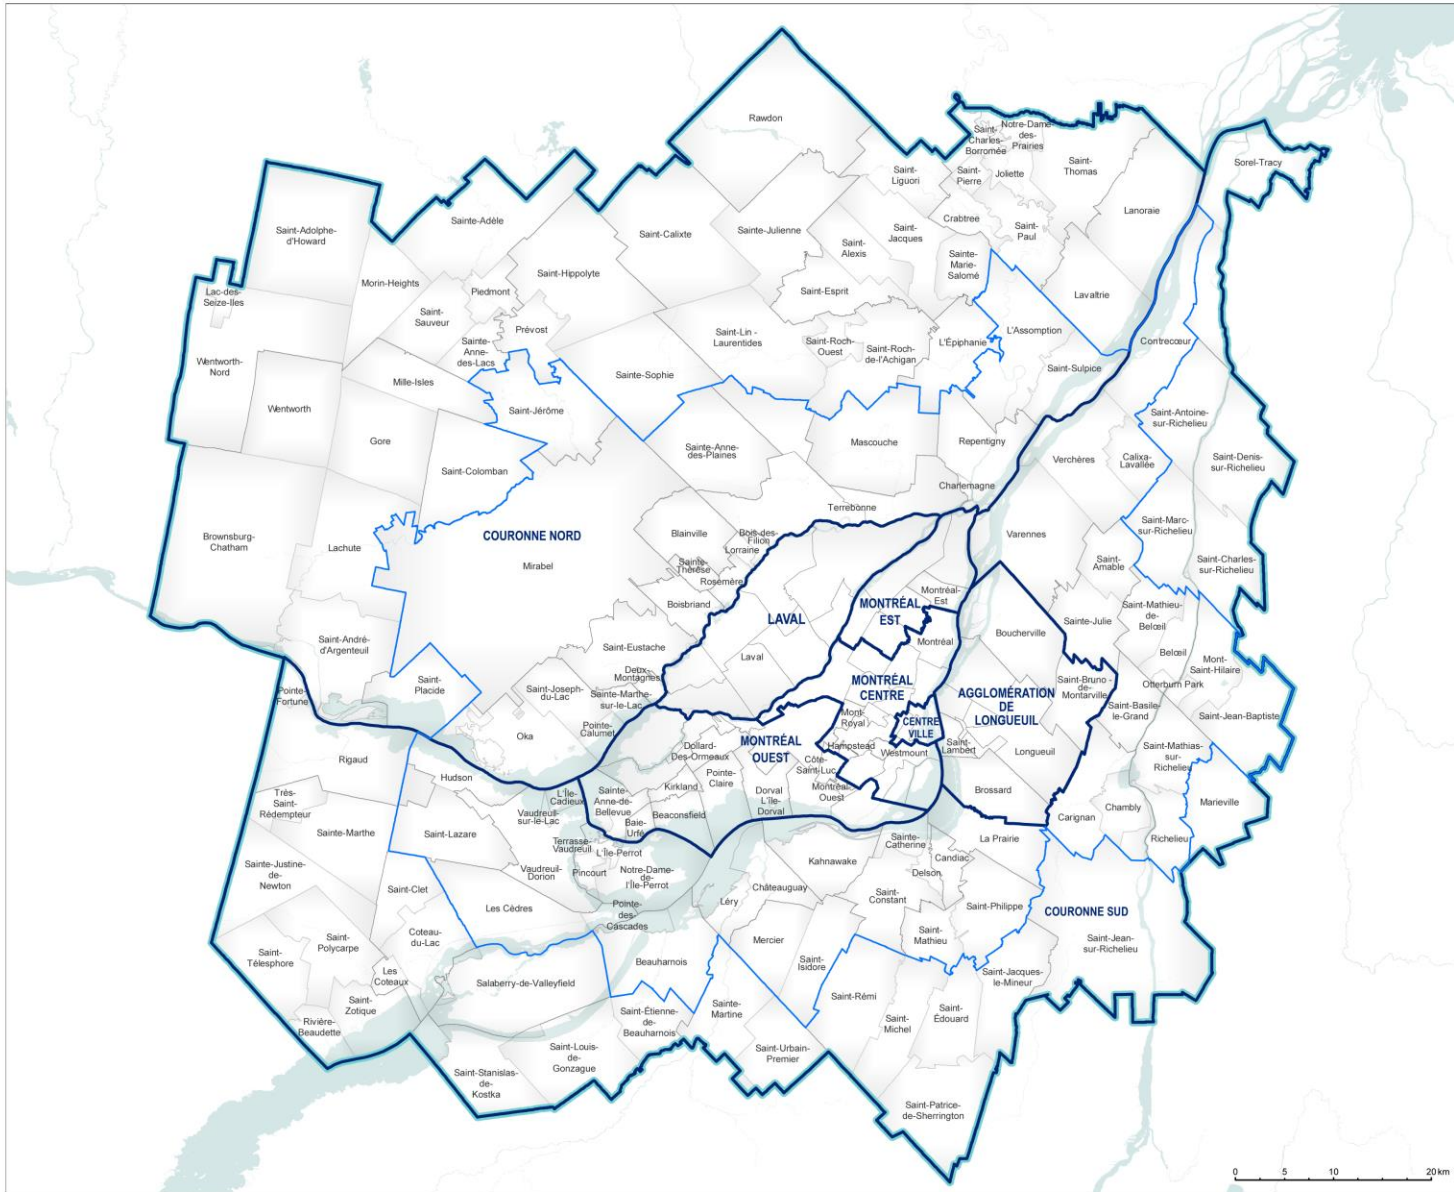 Rawdon
Saint-
Charles-
Borromée
Notre-Dame-
des-
Prairies
Saint-
Thomas
Sorel-Tracy
Saint-
Liguori
Saint-
Pierre
Joliette
Lanoraie
Saint-Adolphe-
d'Howard
Sainte-Adèle
Saint-Calixte
Sainte-Julienne
Saint-
Jacques
Crabtree
Saint-
Paul
Saint-
Alexis
Sainte-
Marie-
Salomé
Saint-Hippolyte
Morin-Heights
Piedmont
Lac-des-
Seize-Iles
Saint-Esprit
Lavaltrie
Saint-
Sauveur
Prévost
Saint-Lin -
Laurentides
Saint-Roch-
Ouest
Saint-Roch-
de-l'Achigan
L'Épiphanie
L'Assomption
Contrecœur
Sainte-
Anne-
des-Lacs
Wentworth-
Nord
Mille-Isles
Sainte-Sophie
Saint-Sulpice
Wentworth
Saint-Jérôme
Saint-Antoine-
sur-Richelieu
Gore
Sainte-Anne-
des-Plaines
Mascouche
Repentigny
Saint-Colomban
Verchères
Calixa-
Lavallée
Saint-Denis-
sur-Richelieu
Charlemagne
Terrebonne
Saint-Marc-
sur-Richelieu
Brownsburg-
Chatham
Lachute
COURONNE NORD
Mirabel
Blainville
Bois-des-
Filion
Lorraine
Varennes
Saint-
Amable
Saint-Charles-
sur-Richelieu
Sainte-
Thérèse
Rosemère
Boisbriand
Montréal-
Est
MONTRÉAL
EST
LAVAL
Laval
Montréal
Boucherville
Sainte-Julie
Saint-Mathieu-
de-
Belœil
Belœil
Mont-
Saint-Hilaire
Saint-André-
d'Argenteuil
Saint-Eustache
Deux-
Montagnes
Saint-
Placide
Saint-Joseph-
du-Lac
Sainte-Marthe-
sur-le-Lac
MONTRÉAL
CENTRE
AGGLOMÉRATION
DE
LONGUEUIL
Saint-Bruno -
de-
Montarville
Otterburn Park
Saint-Basile-
le-Grand
Saint-Jean-Baptiste
Pointe-
Fortune
Pointe-
Calumet
Oka
Mont-
Royal
CENTRE
VILLE
MONTRÉAL
OUEST
Dollard-
Des-Ormeaux
Hampstead
Westmount
Saint-
Lambert
Longueuil
Saint-Mathias-
sur-
Richelieu
Rigaud
Hudson
Pointe-
Claire
Côte-
Saint-Luc
Montréal-
Ouest
Kirkland
Dorval
L'Île-
Dorval
Brossard
Très-
Saint-
Rédempteur
L'Île-
Cadieux
Sainte-
Anne-de-
Bellevue
Vaudreuil-
sur-le-Lac
Baie-
Urfé
Beaconsfield
Carignan
Chambly
Marieville
Sainte-Marthe
Saint-Lazare
Terrasse-
Vaudreuil
L'Île-Perrot
Sainte-
Catherine
La Prairie
Richelieu
Sainte-Justine-
de-
Newton
Vaudreuil-
Dorion
Pincourt
Notre-Dame-
de-
l'Île-Perrot
Kahnawake
Candiac
Delson
Saint-Clet
Châteauguay
Saint-
Constant
Saint-Philippe
Les Cèdres
Pointe-
des-
Cascades
Léry
COURONNE SUD
Coteau-
du-Lac
Mercier
Saint-
Mathieu
Saint-Jean-
sur-Richelieu
Saint-
Polycarpe
Saint-
Télesphore
Beauharnois
Saint-
Isidore
Les
Coteaux
Salaberry-de-Valleyfield
Saint-Jacques-
le-Mineur
Saint-
Zotique
Saint-Rémi
Sainte-
Martine
Saint-
Édouard
Rivière-
Beaudette
Saint-Étienne-
de-
Beauharnois
Saint-
Michel
Saint-Louis-
de-
Gonzague
Saint-Urbain-
Premier
Saint-Stanislas-
de-
Kostka
Saint-Patrice-
de-Sherrington
0 5 10 20 km